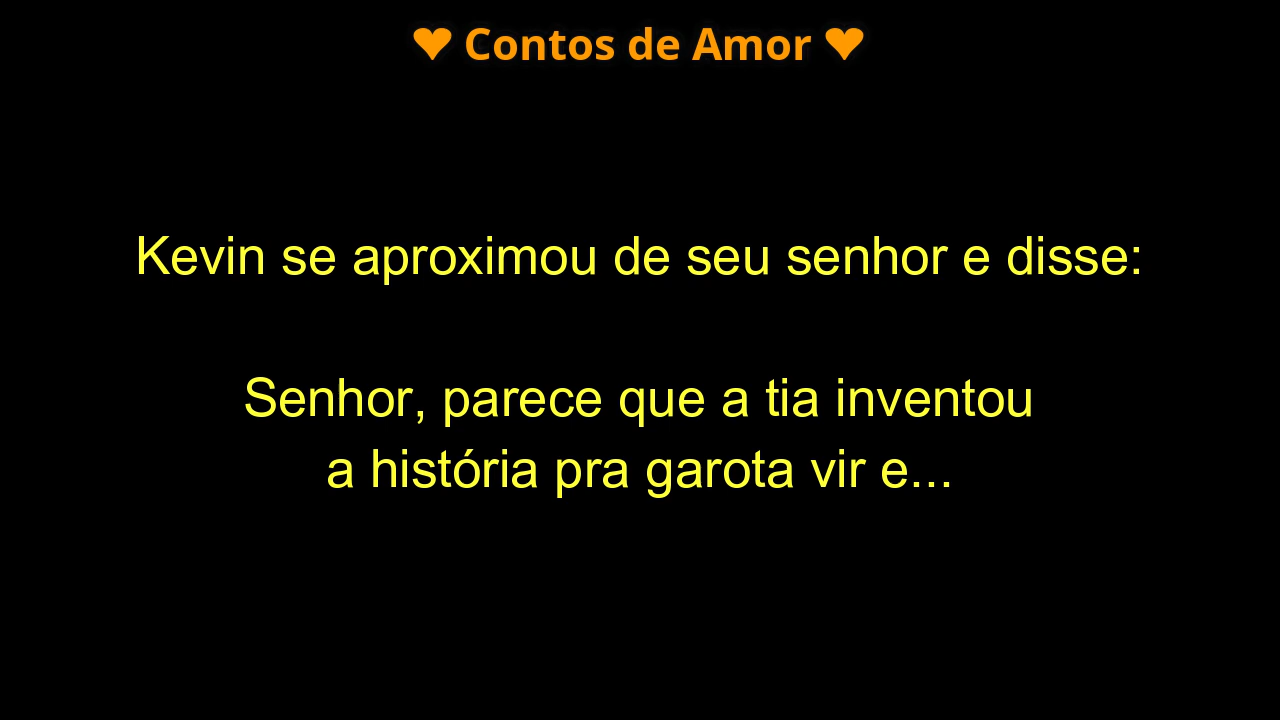 ❤ Contos de Amor ❤
Kevin se aproximou de seu senhor e disse:
Senhor, parece que a tia inventou
a história pra garota vir e...